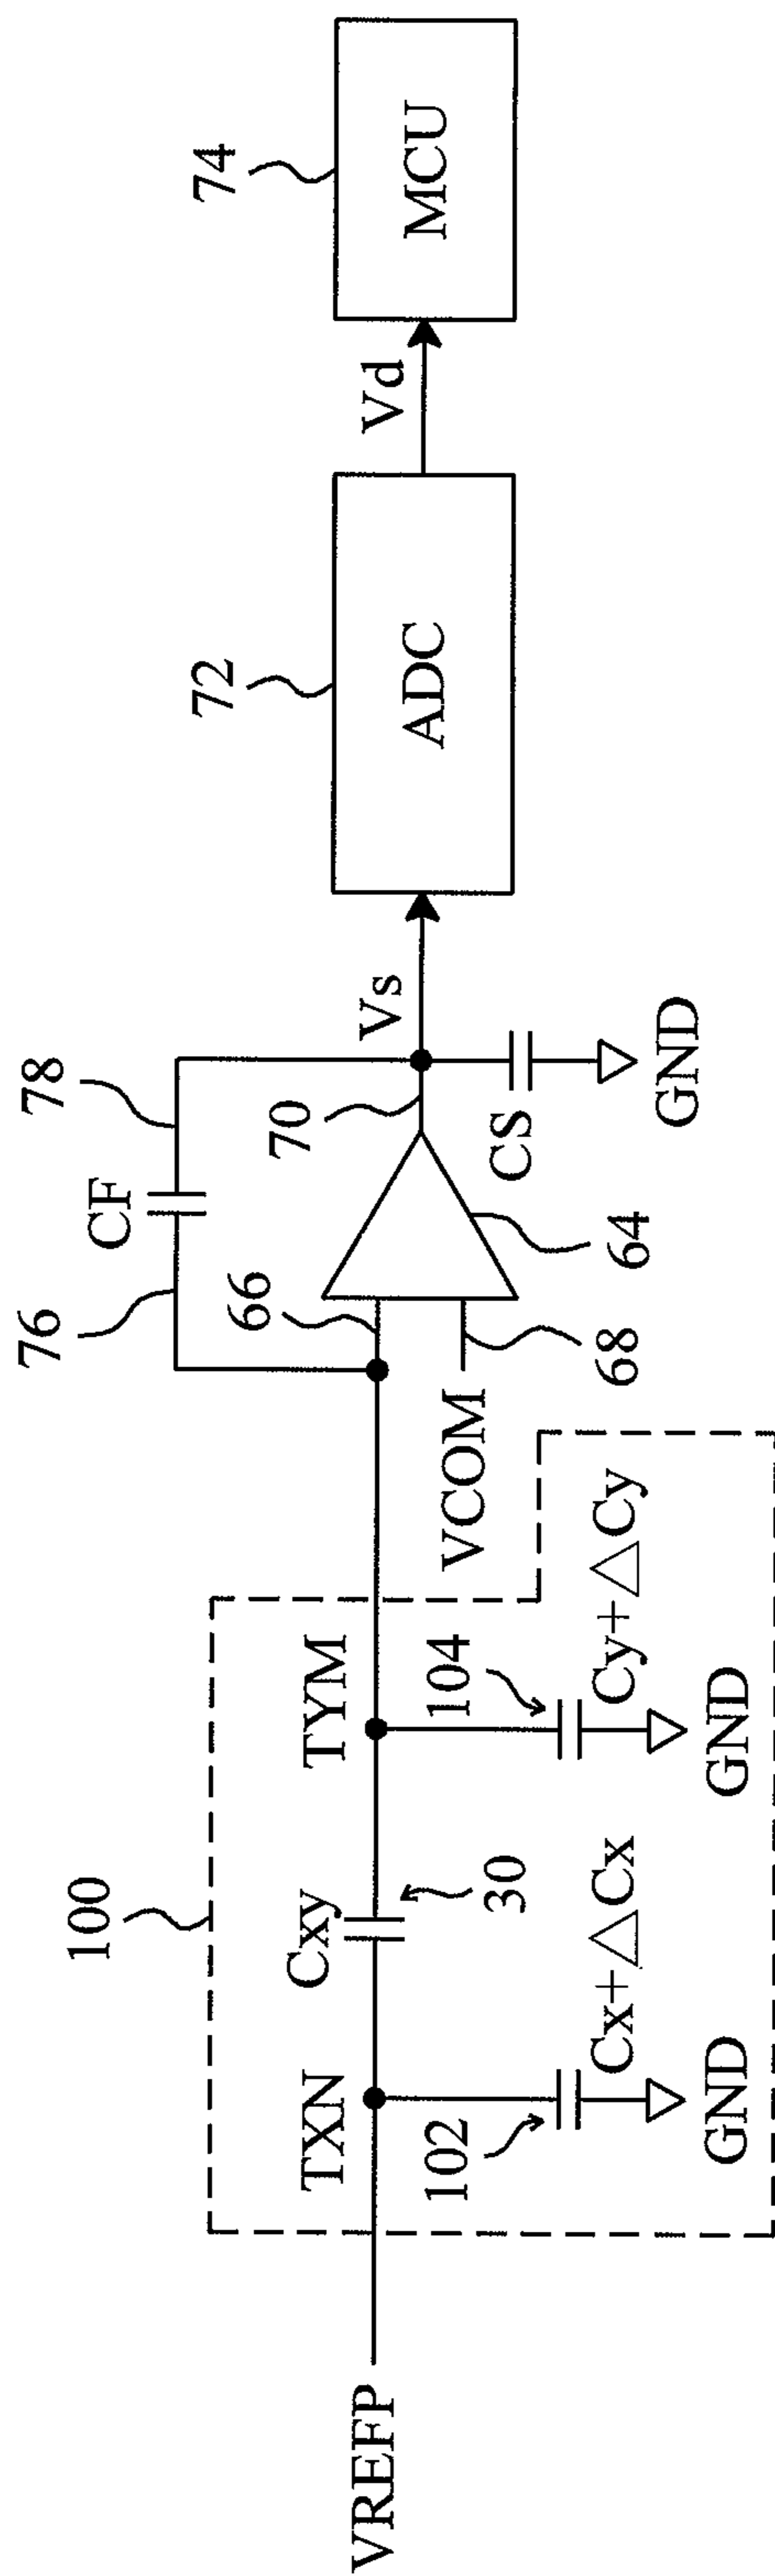 VREFP
100
TXN
Cxy
30
TYM
102
Cx+△Cx
GND
104
Cy+△Cy
GND
76
CF
78
66
VCOM
68
64
70
Vs
CS
GND
72
ADC
Vd
74
MCU